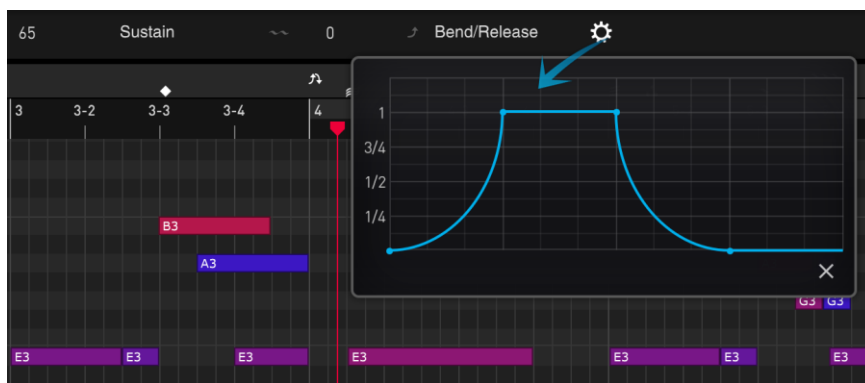 65 Sustain 0 Bend/Release
3 3-2 3-3 3-4 4
1
3/4
1/2
1/4
B3
A3
G3 G3
E3 E3 E3 E3 E3 E3 E3